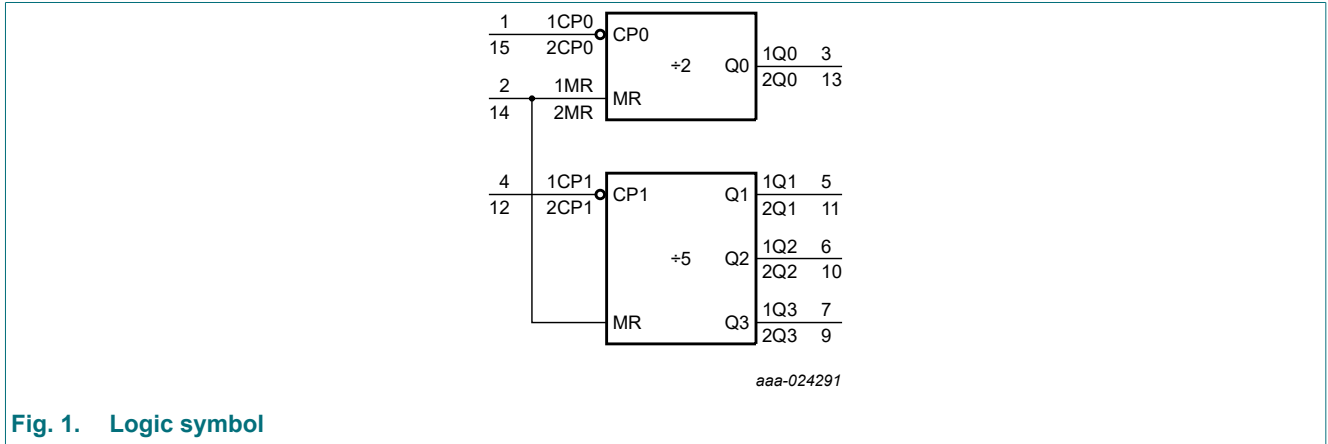 1 1CP0
15 2CP0
CP0
÷2
Q0
1Q0 3
2Q0 13
2 1MR
14 2MR
MR
4 1CP1
12 2CP1
CP1
Q1
1Q1 5
2Q1 11
÷5
Q2
1Q2 6
2Q2 10
MR
Q3
1Q3 7
2Q3 9
aaa-024291
Fig. 1. Logic symbol